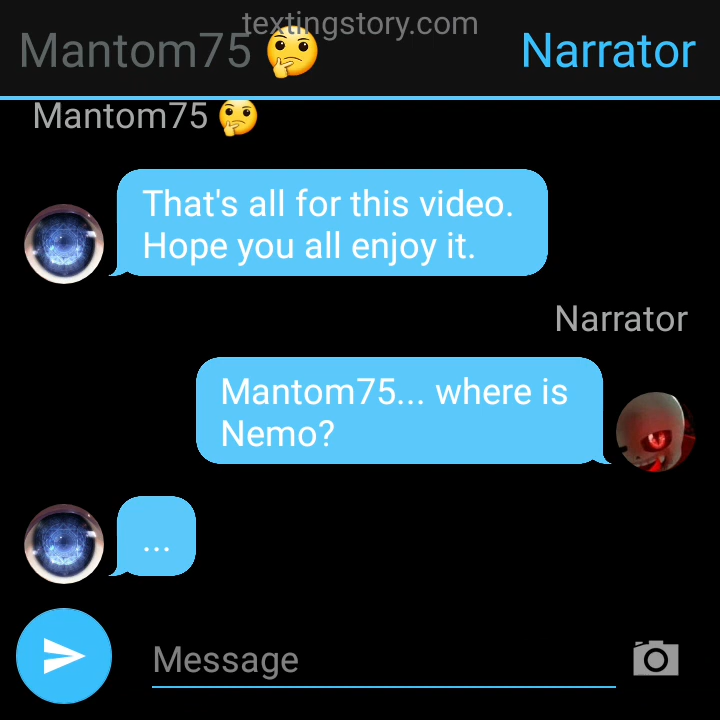 textingstory.com
Mantom75 🤔 Narrator
Mantom75 🤔
That's all for this video.
Hope you all enjoy it.
Narrator
Mantom75... where is
Nemo?
...
Message